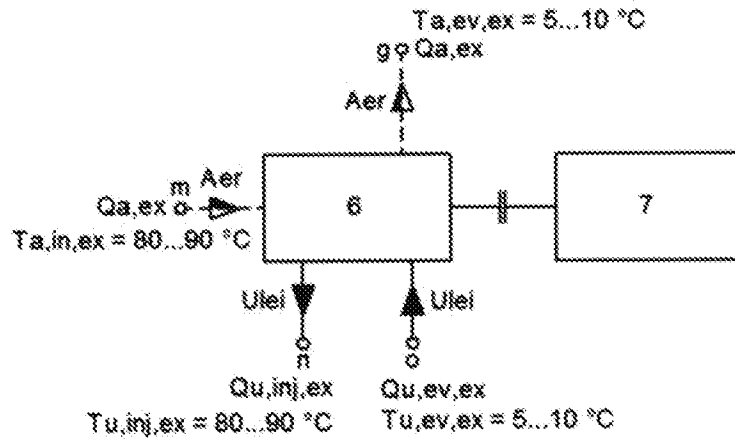 Ta,ev,ex = 5...10 °C
g Qa,ex
Aer
m Aer
Qa,ex
Ta,in,ex = 80...90 °C
6
7
Ulei
Ulei
n
o
Qu,inj,ex
Tu,inj,ex = 80...90 °C
Qu,ev,ex
Tu,ev,ex = 5...10 °C